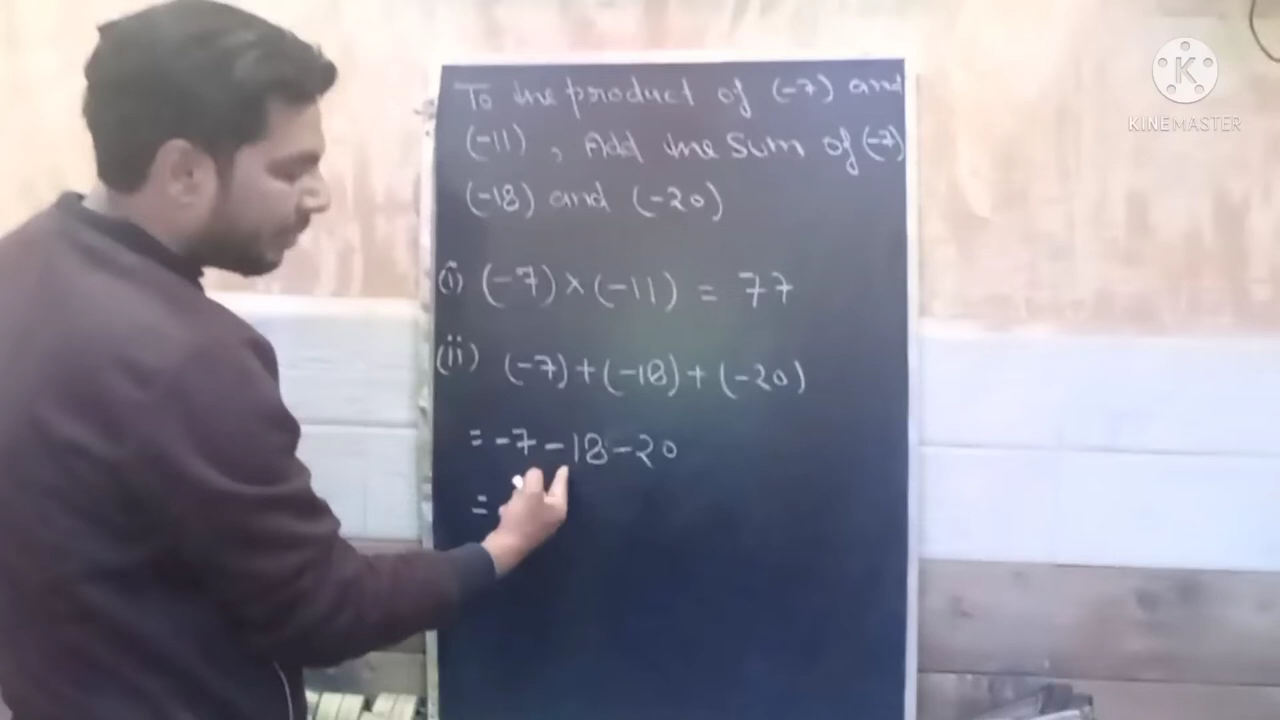 To the product of (-7) and
(-11), Add the Sum of (-7)
(-18) and (-20)
(i) (-7)×(-11) = 77
(ii) (-7)+(-18)+(-20)
= -7-18-20
=
K
KINEMASTER